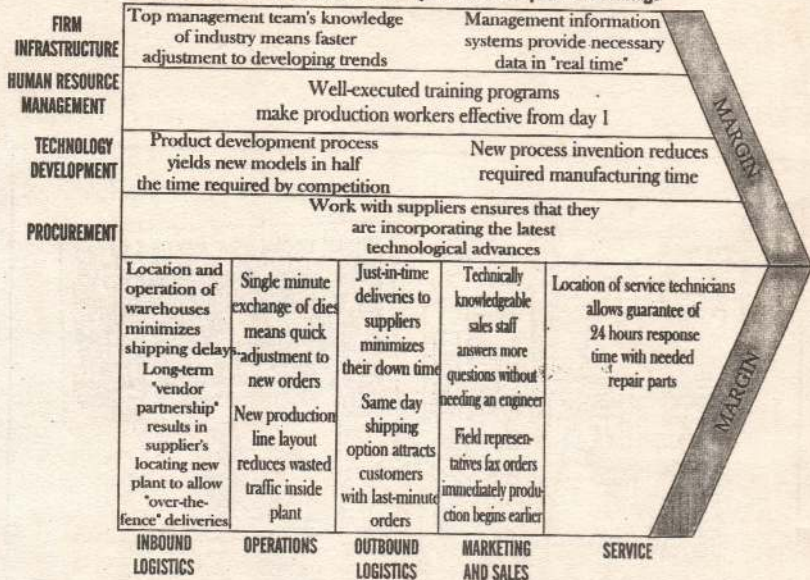 FIRM
INFRASTRUCTURE
Top management team's knowledge
of industry means faster
adjustment to developing trends
Management information
systems provide necessary
data in "real time"
HUMAN RESOURCE
MANAGEMENT
Well-executed training programs
make production workers effective from day 1
TECHNOLOGY
DEVELOPMENT
Product development process
yields new models in half
the time required by competition
New process invention reduces
required manufacturing time
PROCUREMENT
Work with suppliers ensures that they
are incorporating the latest
technological advances
MARGIN
Location and
operation of
warehouses
minimizes
shipping delays
Long-term
"vendor
partnership"
results in
supplier's
locating new
plant to allow
"over-the-
fence" deliveries
Single minute
exchange of dies
means quick
adjustment to
new orders
New production
line layout
reduces wasted
traffic inside
plant
Just-in-time
deliveries to
suppliers
minimizes
their down time
Same day
shipping
option attracts
customers
with last-minute
orders
Technically
knowledgeable
sales staff
answers more
questions without
needing an engineer
Field represen-
tatives fax orders
immediately produ-
ction begins earlier
Location of service technicians
allows guarantee of
24 hours response
time with needed
repair parts
MARGIN
INBOUND
LOGISTICS
OPERATIONS
OUTBOUND
LOGISTICS
MARKETING
AND SALES
SERVICE